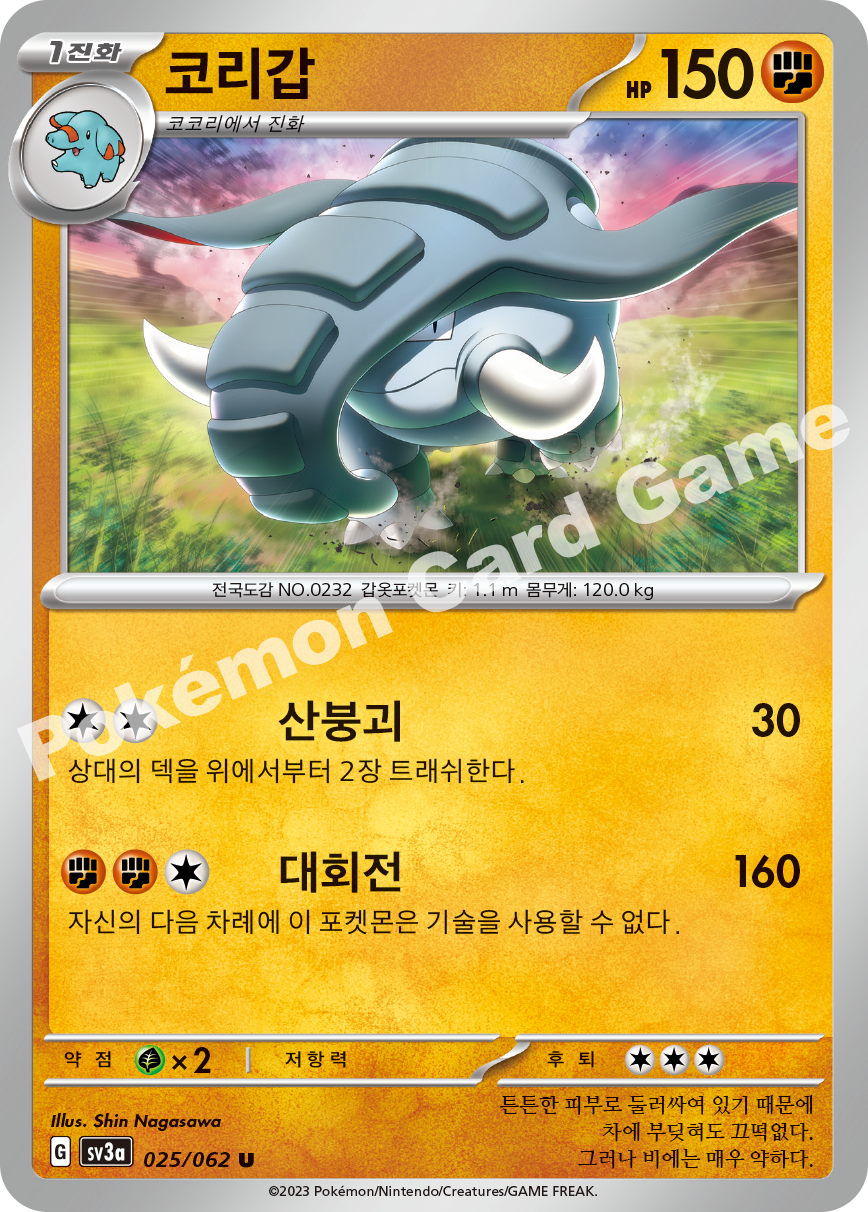 1진화
코리갑
HP 150
코코리에서 진화
전국도감 NO.0232 갑옷포켓몬 키: 1.1 m 몸무게: 120.0 kg
Pokémon Card Game
산붕괴 30
상대의 덱을 위에서부터 2장 트래쉬한다.
대회전 160
자신의 다음 차례에 이 포켓몬은 기술을 사용할 수 없다.
약점 ×2 저항력 후퇴
튼튼한 피부로 둘러싸여 있기 때문에
차에 부딪혀도 끄떡없다.
그러나 비에는 매우 약하다.
Illus. Shin Nagasawa
G sv3a 025/062 U
©2023 Pokémon/Nintendo/Creatures/GAME FREAK.